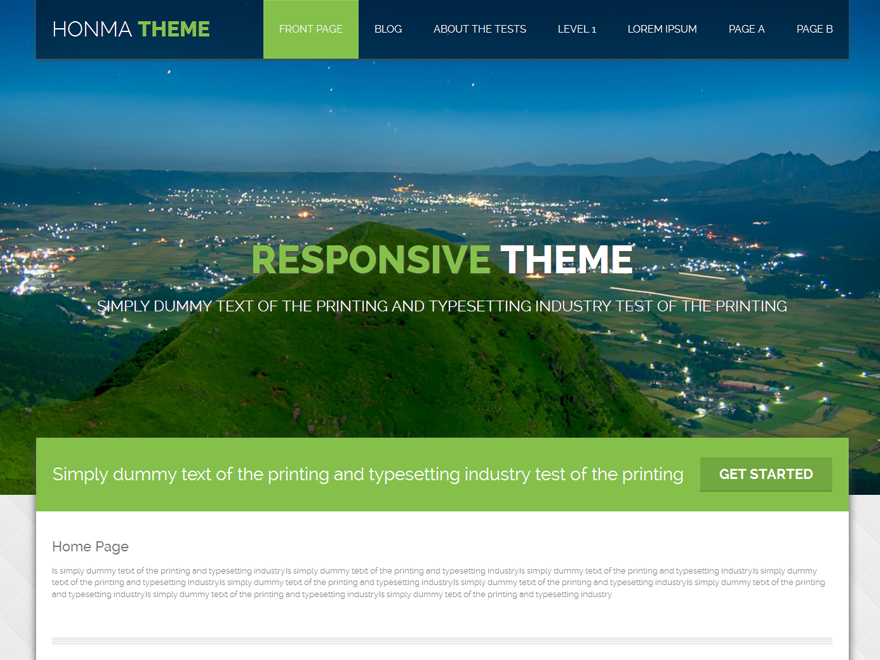 HONMA THEME
FRONT PAGE BLOG ABOUT THE TESTS LEVEL 1 LOREM IPSUM PAGE A PAGE B
RESPONSIVE THEME
SIMPLY DUMMY TEXT OF THE PRINTING AND TYPESETTING INDUSTRY TEST OF THE PRINTING
Simply dummy text of the printing and typesetting industry test of the printing
GET STARTED
Home Page
Is simply dummy tetxt of the printing and typesetting industryIs simply dummy tetxt of the printing and typesetting industryIs simply dummy tetxt of the printing and typesetting industryIs simply dummy
tetxt of the printing and typesetting industryIs simply dummy tetxt of the printing and typesetting industryIs simply dummy tetxt of the printing and typesetting industryIs simply dummy tetxt of the printing
and typesetting industryIs simply dummy tetxt of the printing and typesetting industryIs simply dummy tetxt of the printing and typesetting industry.